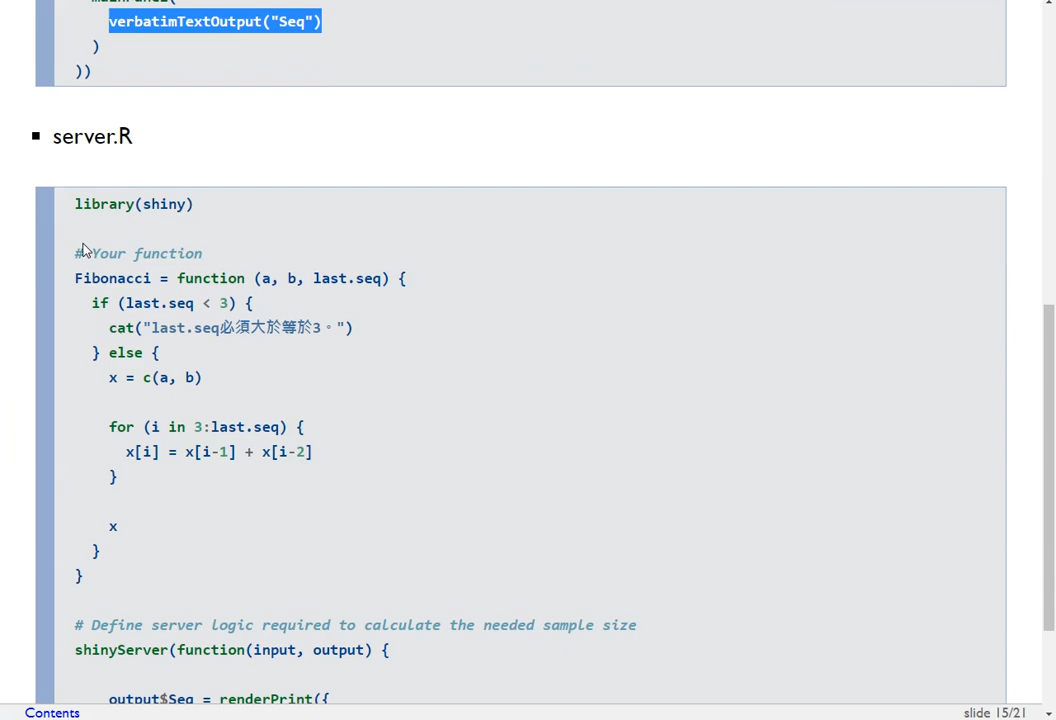 mainPanel(
verbatimTextOutput("Seq")
)
))
server.R
library(shiny)
# Your function
Fibonacci = function (a, b, last.seq) {
if (last.seq < 3) {
cat("last.seq必須大於等於3。")
} else {
x = c(a, b)
for (i in 3:last.seq) {
x[i] = x[i-1] + x[i-2]
}
x
}
}
# Define server logic required to calculate the needed sample size
shinyServer(function(input, output) {
output$Seq = renderPrint({
Contents
slide 15/21